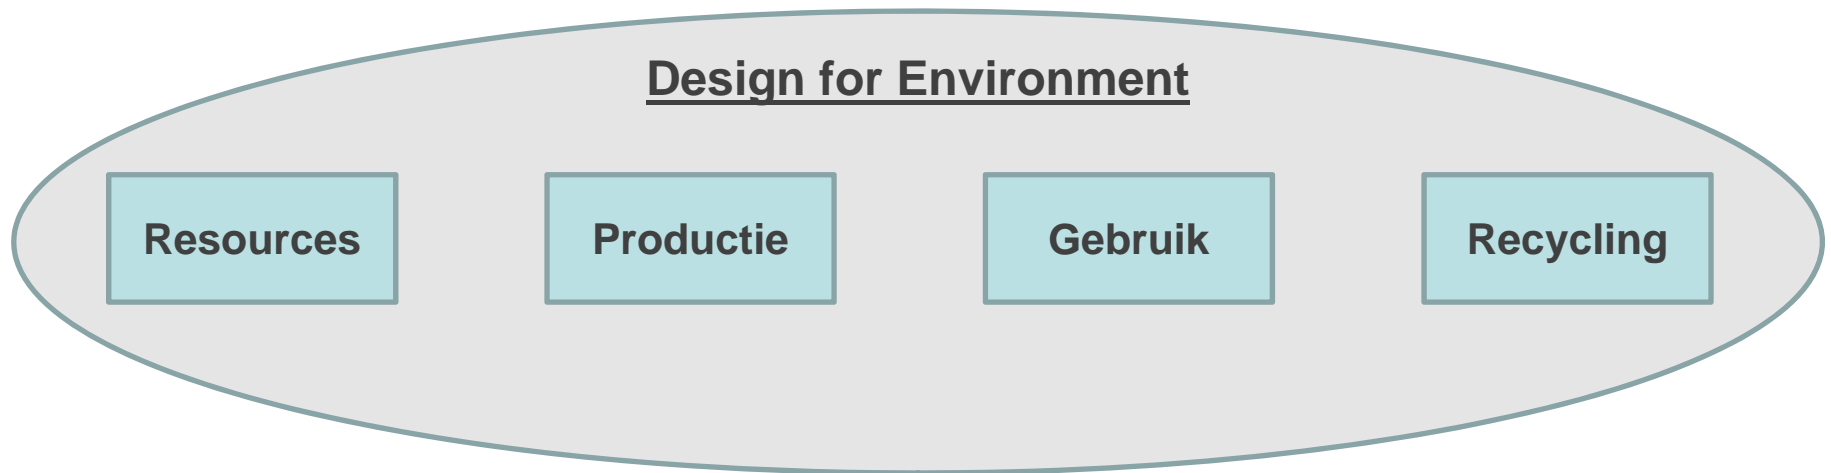 Design for Environment
Resources
Productie
Gebruik
Recycling